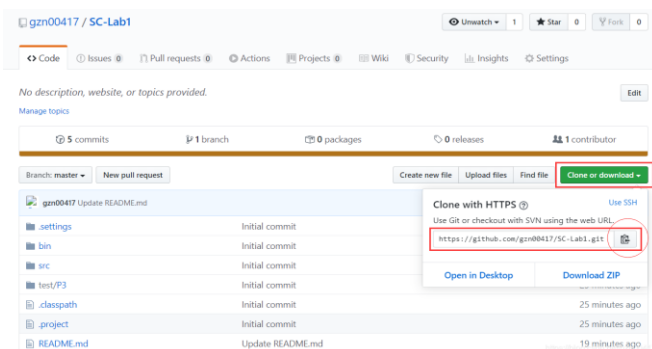 gzn00417 / SC-Lab1
Unwatch 1 Star 0 Fork 0
Code Issues 0 Pull requests 0 Actions Projects 0 Wiki Security Insights Settings
No description, website, or topics provided.
Edit
Manage topics
5 commits 1 branch 0 packages 0 releases 1 contributor
Branch: master New pull request Create new file Upload files Find file Clone or download
gzn00417 Update README.md
Clone with HTTPS Use SSH
Use Git or checkout with SVN using the web URL.
https://github.com/gzn00417/SC-Lab1.git
Open in Desktop Download ZIP
.settings Initial commit
bin Initial commit
src Initial commit
test/P3 Initial commit 25 minutes ago
.classpath Initial commit 25 minutes ago
.project Initial commit 25 minutes ago
README.md Update README.md 19 minutes ago